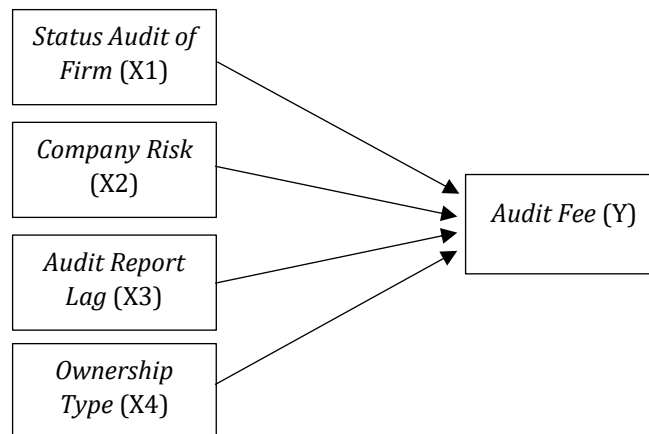 Status Audit of
Firm (X1)
Company Risk
(X2)
Audit Report
Lag (X3)
Ownership
Type (X4)
Audit Fee (Y)